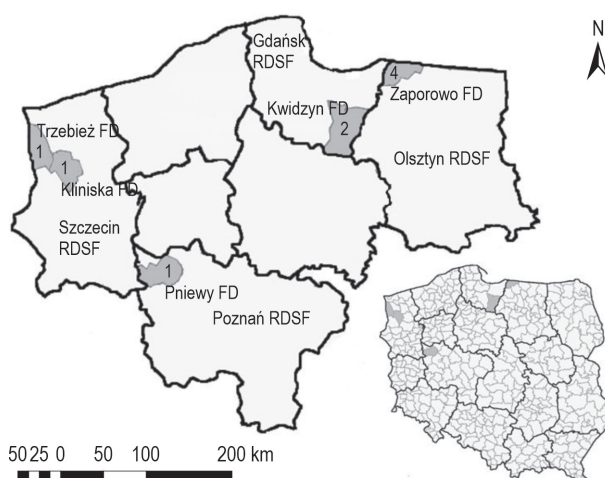 N
Gdańsk
RDSF
4
Zaporowo FD
Kwidzyn FD
2
Trzebież FD
1
1
Kliniska FD
Olsztyn RDSF
Szczecin
RDSF
1
Pniewy FD
Poznań RDSF
50 25 0 50 100 200 km